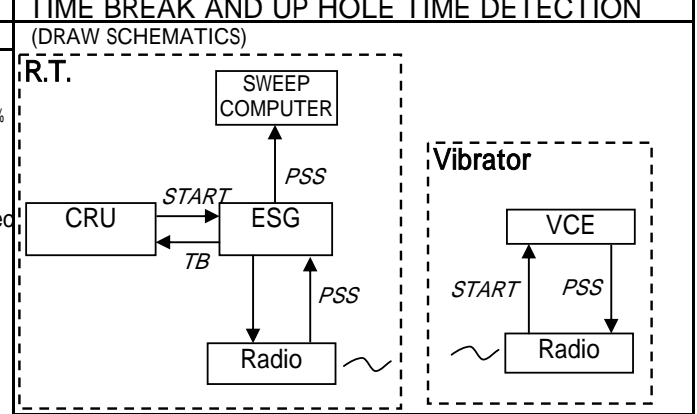 TIME BREAK AND UP HOLE TIME DETECTION
(DRAW SCHEMATICS)
R.T.
SWEEP
COMPUTER
%
Vibrator
PSS
START
CRU
ESG
VCE
TB
PSS
START
PSS
Radio
Radio